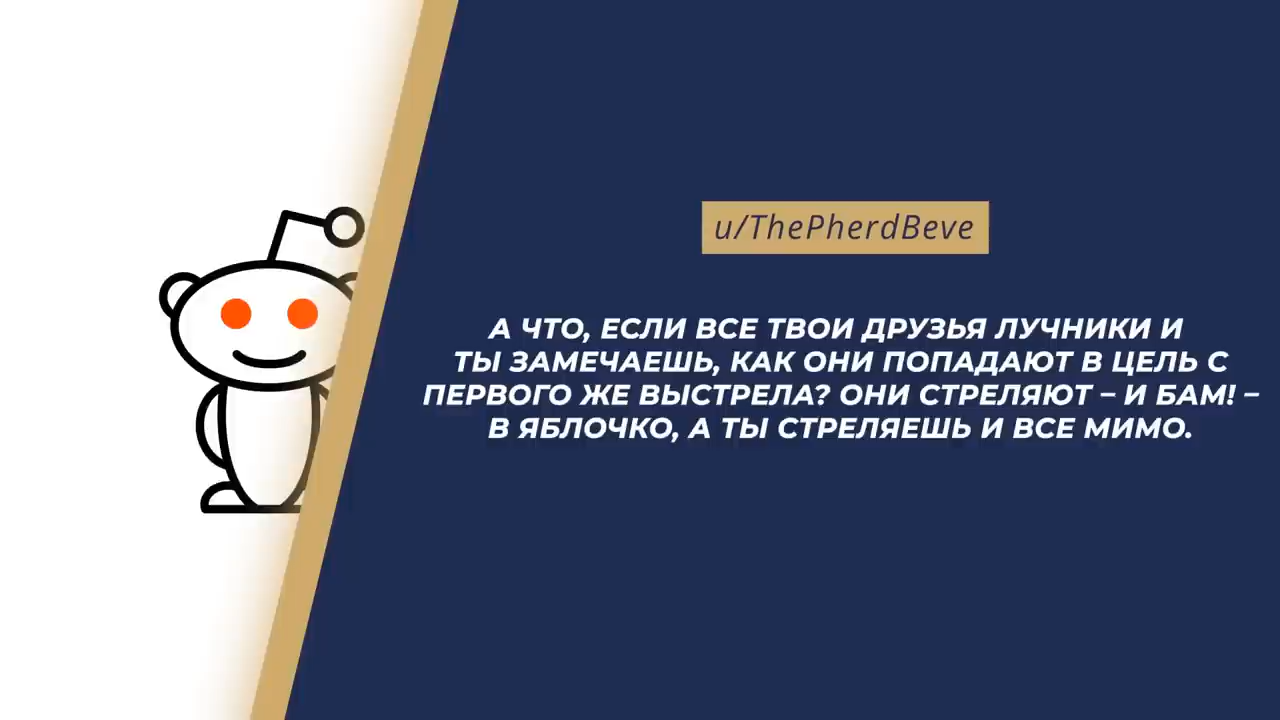 u/ThePherdBeve
А ЧТО, ЕСЛИ ВСЕ ТВОИ ДРУЗЬЯ ЛУЧНИКИ И
ТЫ ЗАМЕЧАЕШЬ, КАК ОНИ ПОПАДАЮТ В ЦЕЛЬ С
ПЕРВОГО ЖЕ ВЫСТРЕЛА? ОНИ СТРЕЛЯЮТ – И БАМ! –
В ЯБЛОЧКО, А ТЫ СТРЕЛЯЕШЬ И ВСЕ МИМО.